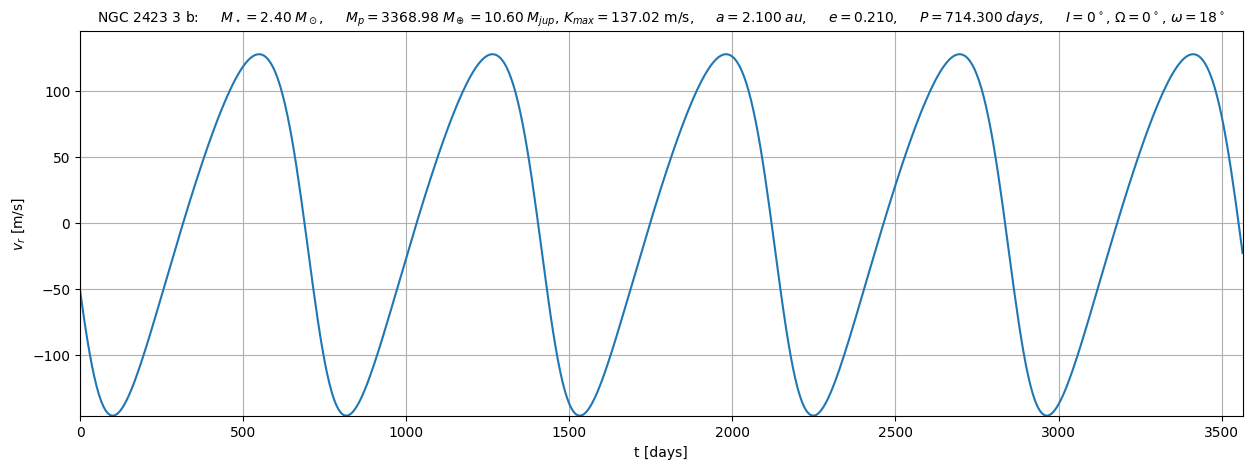 NGC 2423 3 b: M⋆ = 2.40 M⊙, Mp = 3368.98 M⊕ = 10.60 Mjup, Kmax = 137.02 m/s, a = 2.100 au, e = 0.210, P = 714.300 days, I = 0°, Ω = 0°, ω = 18°
100
50
0
−50
−100
vr [m/s]
0 500 1000 1500 2000 2500 3000 3500
t [days]